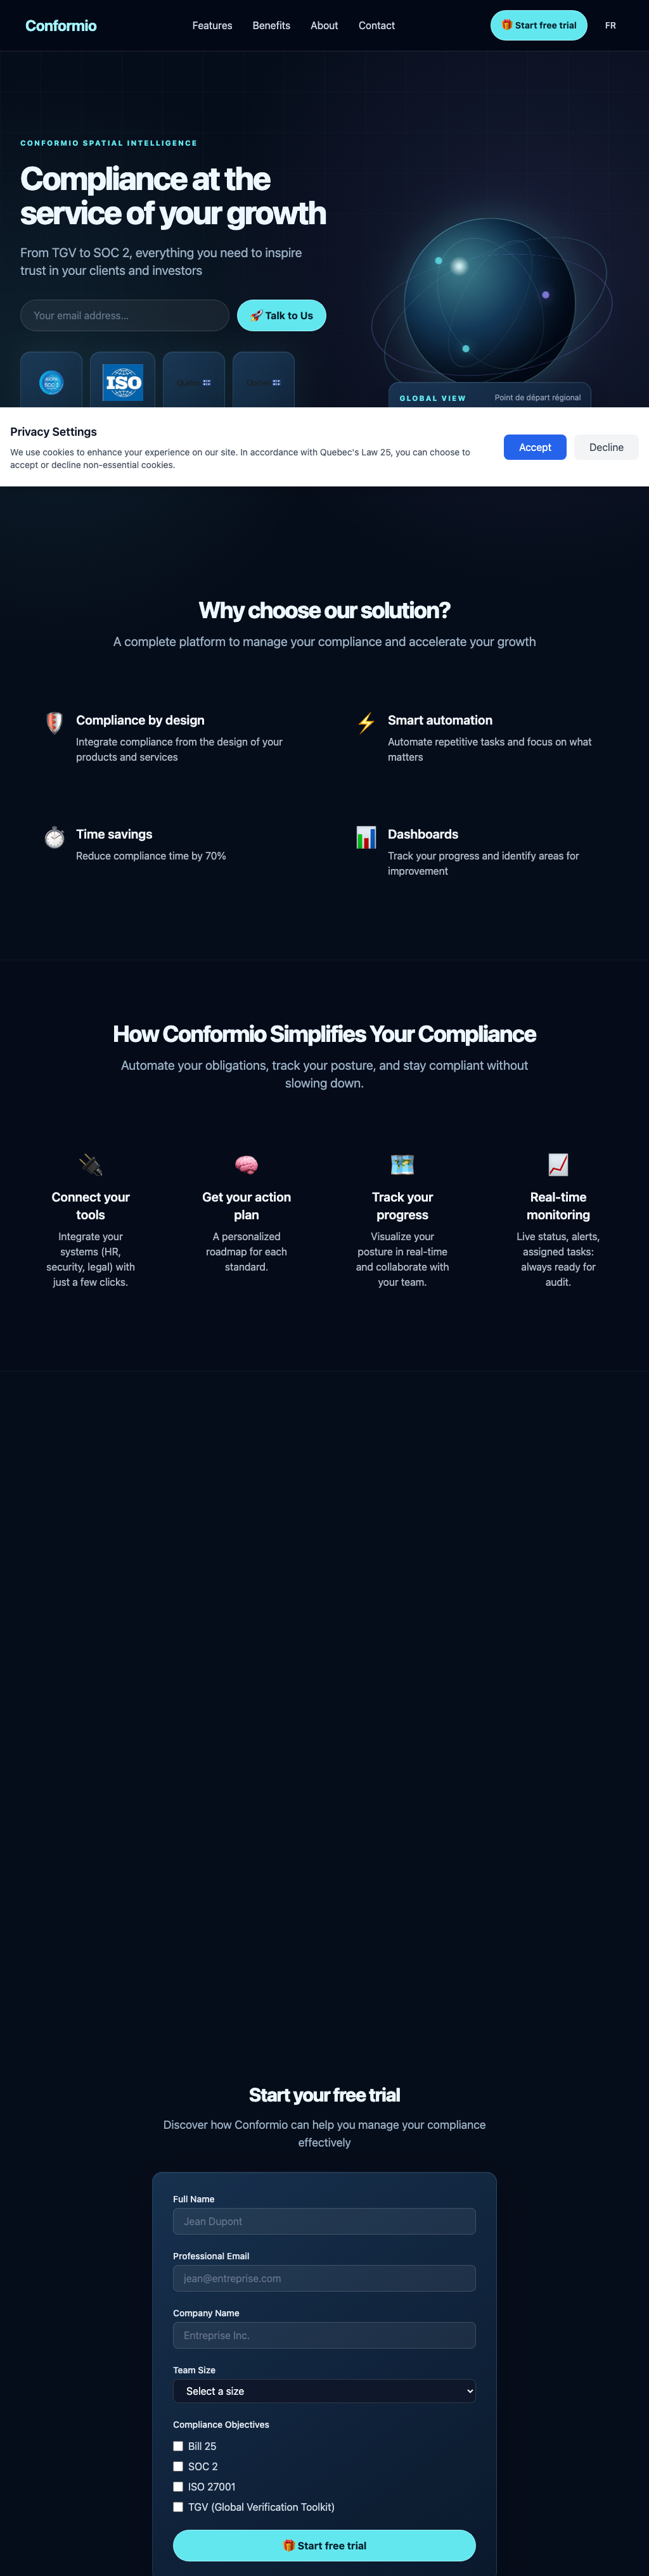 Conformio
Features
Benefits
About
Contact
🎁 Start free trial
FR
CONFORMIO SPATIAL INTELLIGENCE
Compliance at the
service of your growth
From TGV to SOC 2, everything you need to inspire
trust in your clients and investors
Your email address...
🚀 Talk to Us
AICPA
SOC 2
ISO
Québec
Québec
GLOBAL VIEW
Point de départ régional
Privacy Settings
We use cookies to enhance your experience on our site. In accordance with Quebec's Law 25, you can choose to
accept or decline non-essential cookies.
Accept
Decline
Why choose our solution?
A complete platform to manage your compliance and accelerate your growth
Compliance by design
Integrate compliance from the design of your
products and services
Smart automation
Automate repetitive tasks and focus on what
matters
Time savings
Reduce compliance time by 70%
Dashboards
Track your progress and identify areas for
improvement
How Conformio Simplifies Your Compliance
Automate your obligations, track your posture, and stay compliant without
slowing down.
Connect your
tools
Integrate your
systems (HR,
security, legal) with
just a few clicks.
Get your action
plan
A personalized
roadmap for each
standard.
Track your
progress
Visualize your
posture in real-time
and collaborate with
your team.
Real-time
monitoring
Live status, alerts,
assigned tasks:
always ready for
audit.
Start your free trial
Discover how Conformio can help you manage your compliance
effectively
Full Name
Jean Dupont
Professional Email
jean@entreprise.com
Company Name
Entreprise Inc.
Team Size
Select a size
Compliance Objectives
Bill 25
SOC 2
ISO 27001
TGV (Global Verification Toolkit)
🎁 Start free trial